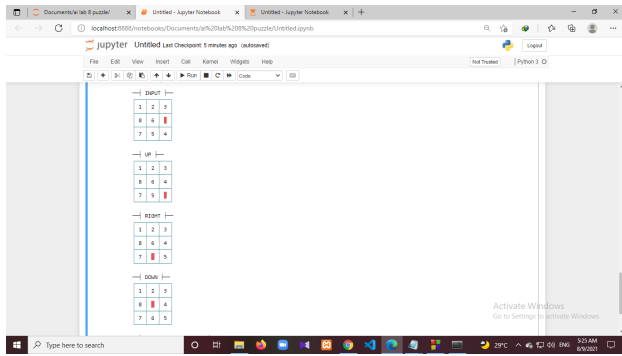 Documents/ai lab 8 puzzle/
Untitled - Jupyter Notebook
Untitled - Jupyter Notebook
localhost:8888/notebooks/Documents/ai%20lab%208%20puzzle/Untitled.ipynb
jupyter Untitled Last Checkpoint: 5 minutes ago (autosaved)
Logout
File Edit View Insert Cell Kernel Widgets Help
Not Trusted
Python 3
Run
Code
INPUT
1 2 3
8 6
7 5 4
UP
1 2 3
8 6 4
7 5
RIGHT
1 2 3
8 6 4
7 5
DOWN
1 2 3
8 4
7 6 5
Activate Windows
Go to Settings to activate Windows.
Type here to search
29°C
ENG
5:25 AM
8/9/2021